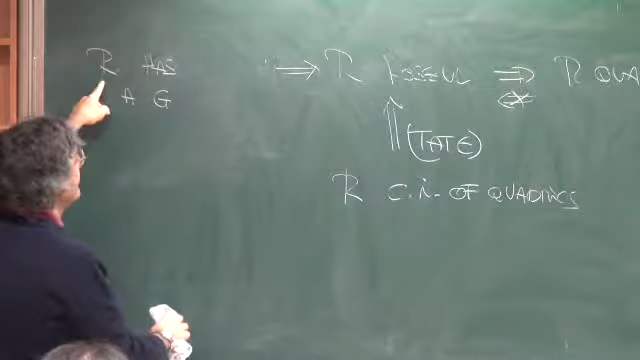 R HAS ⇒ R KOSZUL ⇒ R QUA
A G ⇍
⇑ (TATE)
R C.I. OF QUADRICS